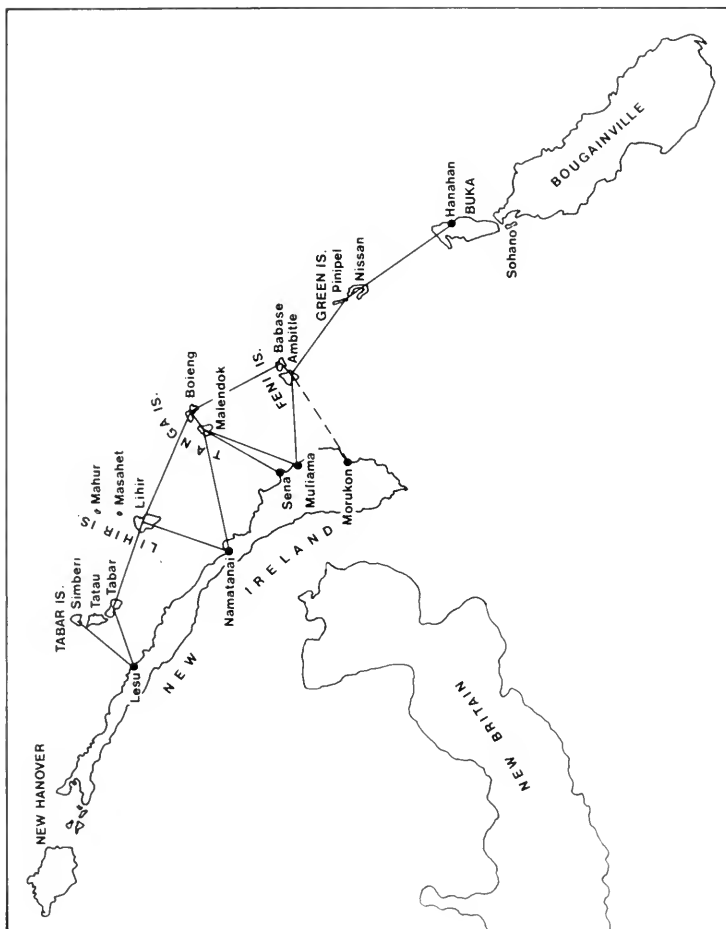 NEW HANOVER
TABAR IS.
Simberi
Tatau
Tabar
Lesu
LIHIR IS.
Mahur
Masahet
Lihir
TANGA IS.
Boieng
Malendok
Namatanai
NEW IRELAND
Sena
Muliama
Morukon
FENI IS.
Babase
Ambitle
GREEN IS.
Pinipel
Nissan
Hanahan
BUKA
Sohano
BOUGAINVILLE
NEW BRITAIN